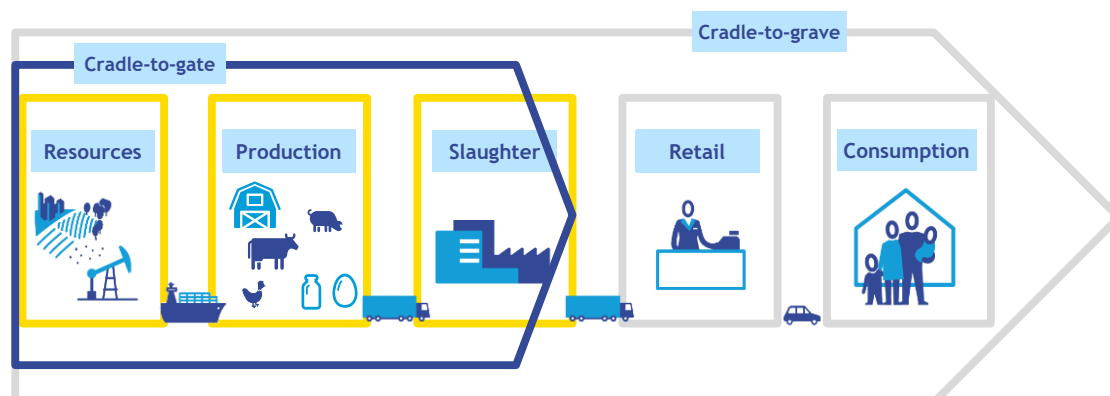 Cradle-to-grave
Cradle-to-gate
Resources
Production
Slaughter
Retail
Consumption